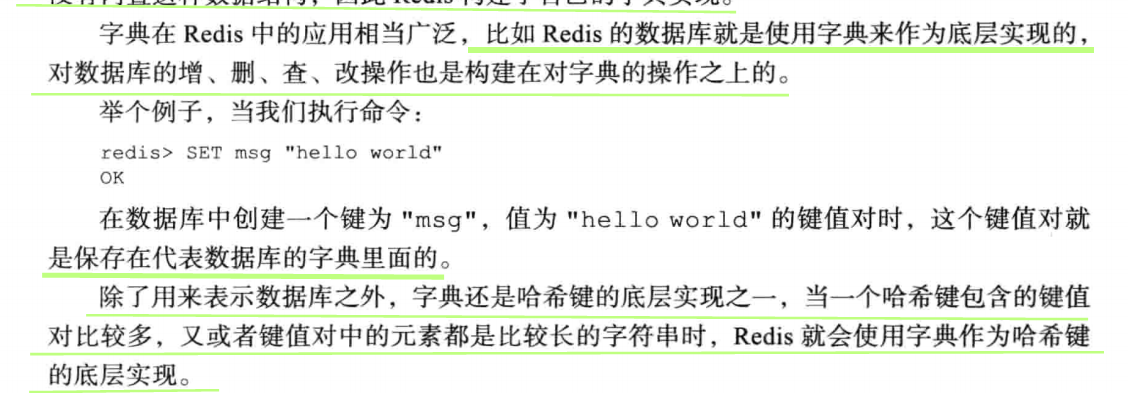 字典在 Redis 中的应用相当广泛，比如 Redis 的数据库就是使用字典来作为底层实现的，
对数据库的增、删、查、改操作也是构建在对字典的操作之上的。
举个例子，当我们执行命令：
redis> SET msg "hello world"
OK
在数据库中创建一个键为 "msg"，值为 "hello world" 的键值对时，这个键值对就
是保存在代表数据库的字典里面的。
除了用来表示数据库之外，字典还是哈希键的底层实现之一，当一个哈希键包含的键值
对比较多，又或者键值对中的元素都是比较长的字符串时，Redis 就会使用字典作为哈希键
的底层实现。